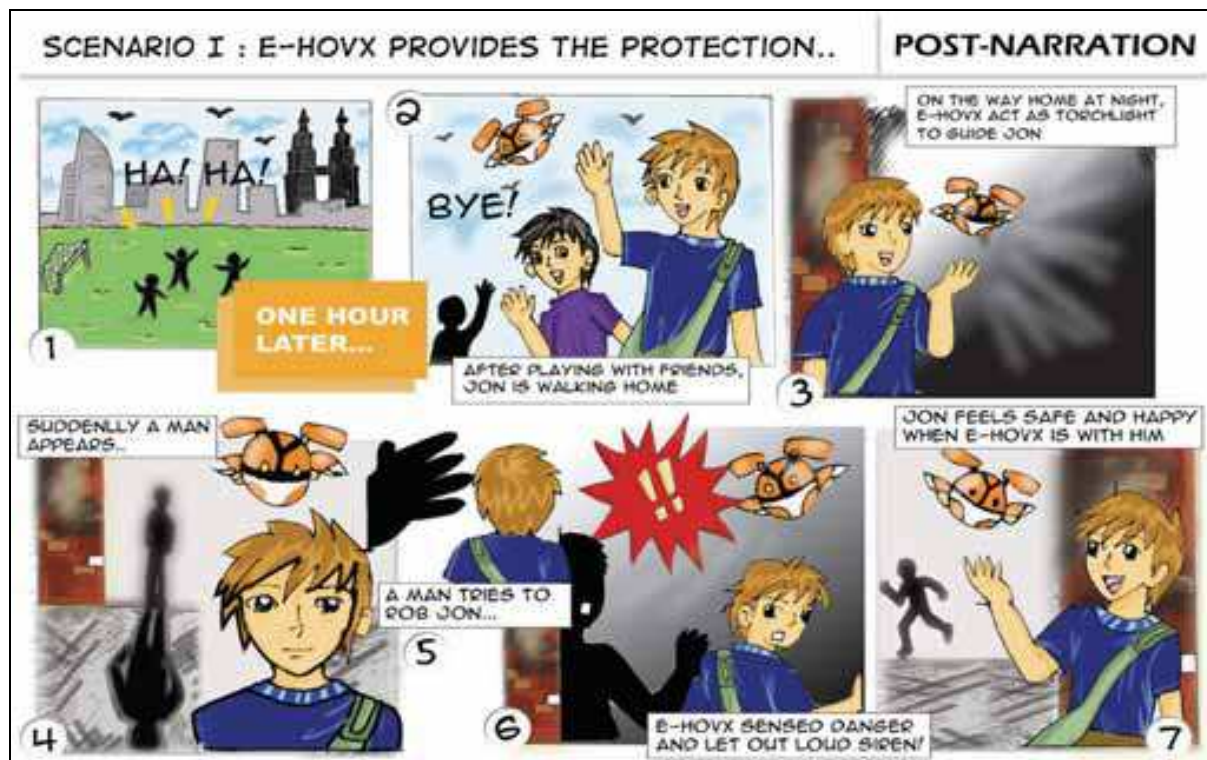 SCENARIO I : E-HOVX PROVIDES THE PROTECTION..
POST-NARRATION
HA! HA!
1
ONE HOUR
LATER...
2
BYE!
AFTER PLAYING WITH FRIENDS,
JON IS WALKING HOME
ON THE WAY HOME AT NIGHT,
E-HOVX ACT AS TORCHLIGHT
TO GUIDE JON
3
SUDDENLLY A MAN
APPEARS..
4
A MAN TRIES TO
ROB JON...
5
!!
6
E-HOVX SENSED DANGER
AND LET OUT LOUD SIREN!
JON FEELS SAFE AND HAPPY
WHEN E-HOVX IS WITH HIM
7